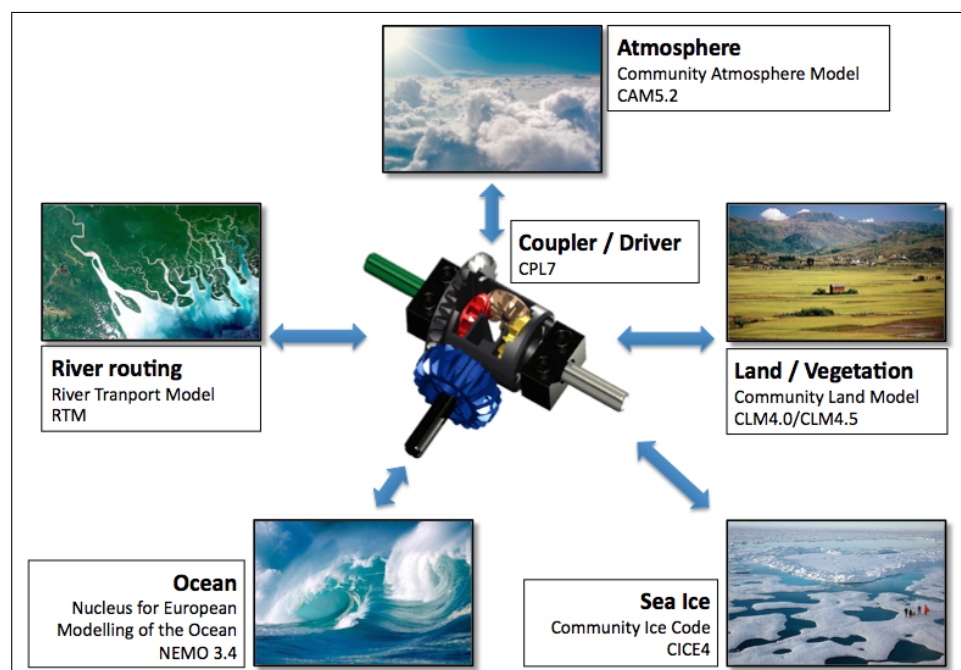 Atmosphere
Community Atmosphere Model
CAM5.2
Coupler / Driver
CPL7
River routing
River Tranport Model
RTM
Land / Vegetation
Community Land Model
CLM4.0/CLM4.5
Ocean
Nucleus for European
Modelling of the Ocean
NEMO 3.4
Sea Ice
Community Ice Code
CICE4